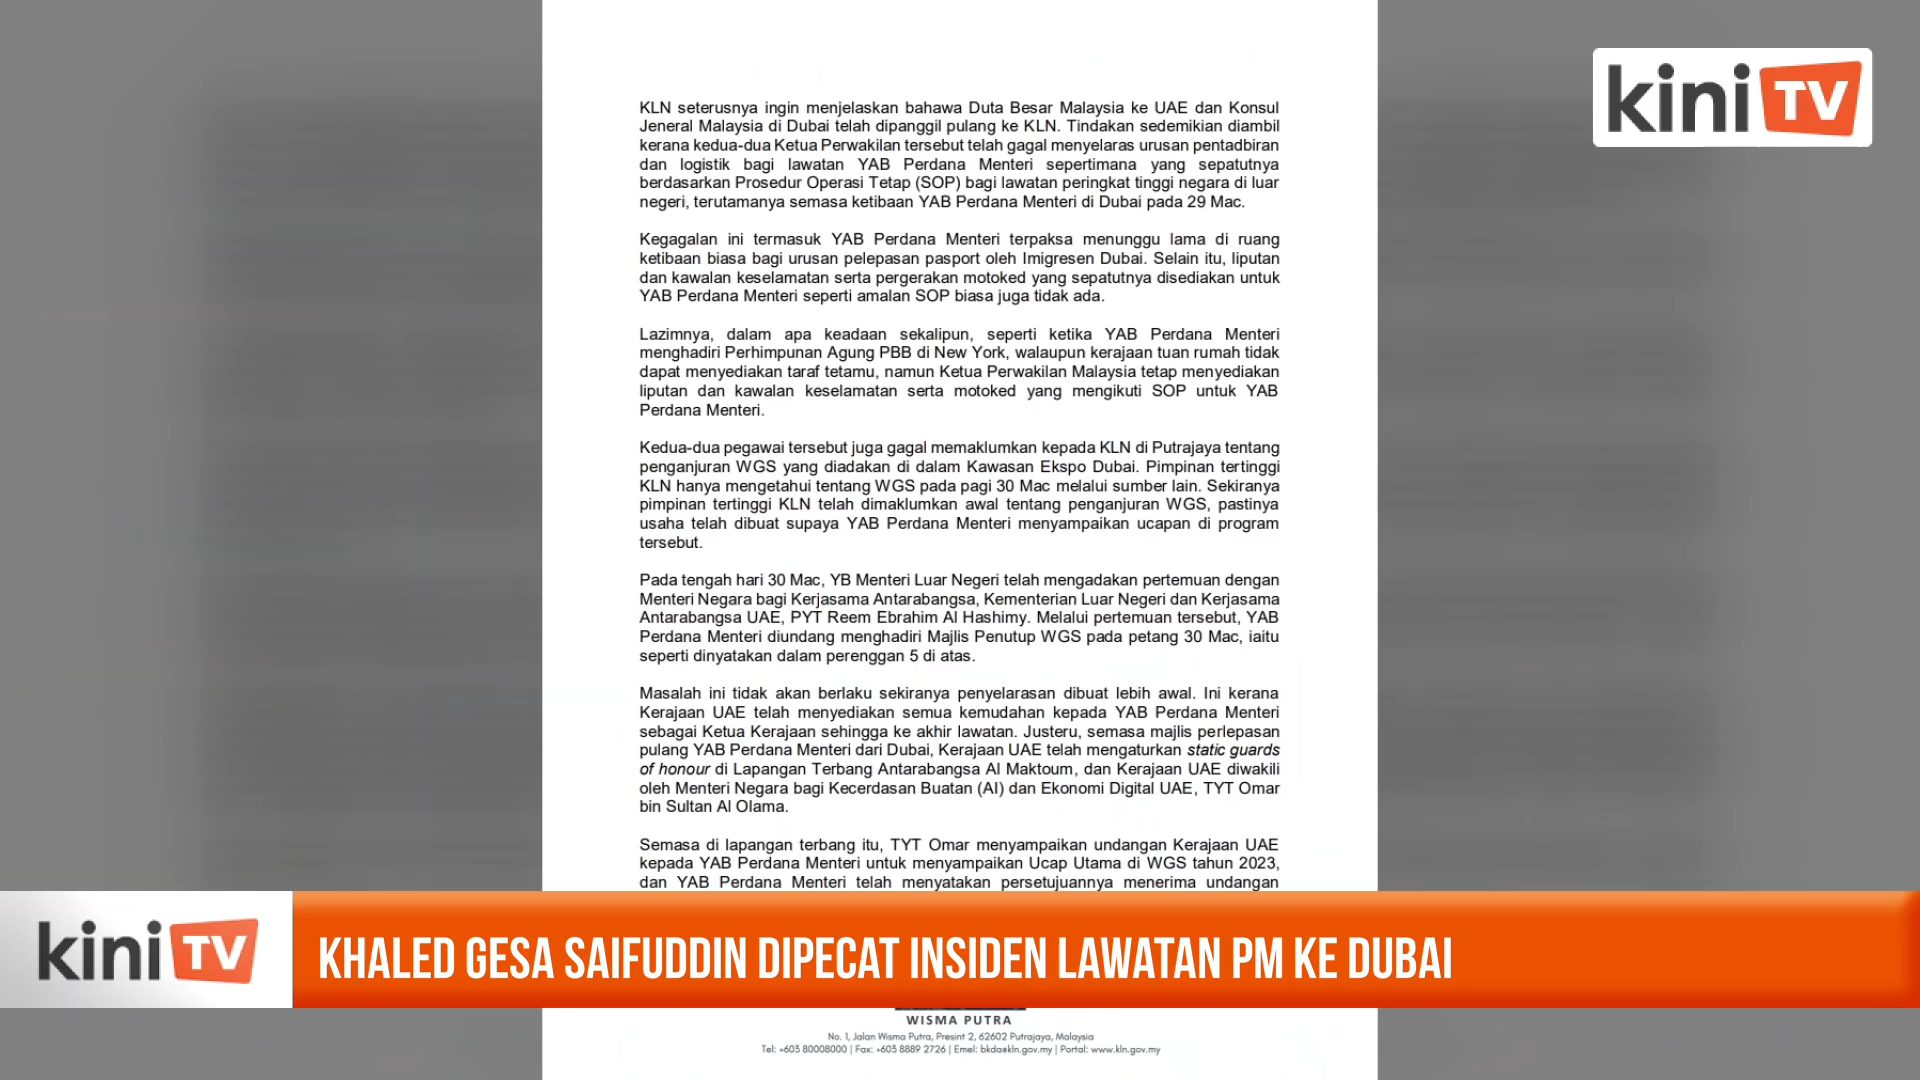 kini TV
KLN seterusnya ingin menjelaskan bahawa Duta Besar Malaysia ke UAE dan Konsul
Jeneral Malaysia di Dubai telah dipanggil pulang ke KLN. Tindakan sedemikian diambil
kerana kedua-dua Ketua Perwakilan tersebut telah gagal menyelaras urusan pentadbiran
dan logistik bagi lawatan YAB Perdana Menteri sepertimana yang sepatutnya
berdasarkan Prosedur Operasi Tetap (SOP) bagi lawatan peringkat tinggi negara di luar
negeri, terutamanya semasa ketibaan YAB Perdana Menteri di Dubai pada 29 Mac.
Kegagalan ini termasuk YAB Perdana Menteri terpaksa menunggu lama di ruang
ketibaan biasa bagi urusan pelepasan pasport oleh Imigresen Dubai. Selain itu, liputan
dan kawalan keselamatan serta pergerakan motoked yang sepatutnya disediakan untuk
YAB Perdana Menteri seperti amalan SOP biasa juga tidak ada.
Lazimnya, dalam apa keadaan sekalipun, seperti ketika YAB Perdana Menteri
menghadiri Perhimpunan Agung PBB di New York, walaupun kerajaan tuan rumah tidak
dapat menyediakan taraf tetamu, namun Ketua Perwakilan Malaysia tetap menyediakan
liputan dan kawalan keselamatan serta motoked yang mengikuti SOP untuk YAB
Perdana Menteri.
Kedua-dua pegawai tersebut juga gagal memaklumkan kepada KLN di Putrajaya tentang
penganjuran WGS yang diadakan di dalam Kawasan Ekspo Dubai. Pimpinan tertinggi
KLN hanya mengetahui tentang WGS pada pagi 30 Mac melalui sumber lain. Sekiranya
pimpinan tertinggi KLN telah dimaklumkan awal tentang penganjuran WGS, pastinya
usaha telah dibuat supaya YAB Perdana Menteri menyampaikan ucapan di program
tersebut.
Pada tengah hari 30 Mac, YB Menteri Luar Negeri telah mengadakan pertemuan dengan
Menteri Negara bagi Kerjasama Antarabangsa, Kementerian Luar Negeri dan Kerjasama
Antarabangsa UAE, PYT Reem Ebrahim Al Hashimy. Melalui pertemuan tersebut, YAB
Perdana Menteri diundang menghadiri Majlis Penutup WGS pada petang 30 Mac, iaitu
seperti dinyatakan dalam perenggan 5 di atas.
Masalah ini tidak akan berlaku sekiranya penyelarasan dibuat lebih awal. Ini kerana
Kerajaan UAE telah menyediakan semua kemudahan kepada YAB Perdana Menteri
sebagai Ketua Kerajaan sehingga ke akhir lawatan. Justeru, semasa majlis perlepasan
pulang YAB Perdana Menteri dari Dubai, Kerajaan UAE telah mengaturkan static guards
of honour di Lapangan Terbang Antarabangsa Al Maktoum, dan Kerajaan UAE diwakili
oleh Menteri Negara bagi Kecerdasan Buatan (AI) dan Ekonomi Digital UAE, TYT Omar
bin Sultan Al Olama.
Semasa di lapangan terbang itu, TYT Omar menyampaikan undangan Kerajaan UAE
kepada YAB Perdana Menteri untuk menyampaikan Ucap Utama di WGS tahun 2023,
dan YAB Perdana Menteri telah menyatakan persetujuannya menerima undangan
kini TV
KHALED GESA SAIFUDDIN DIPECAT INSIDEN LAWATAN PM KE DUBAI
WISMA PUTRA
No. 1, Jalan Wisma Putra, Presint 2, 62602 Putrajaya, Malaysia
Tel: +603 80008000 | Fax: +603 8889 2726 | Emel: bkdaekln.gov.my | Portal: www.kln.gov.my